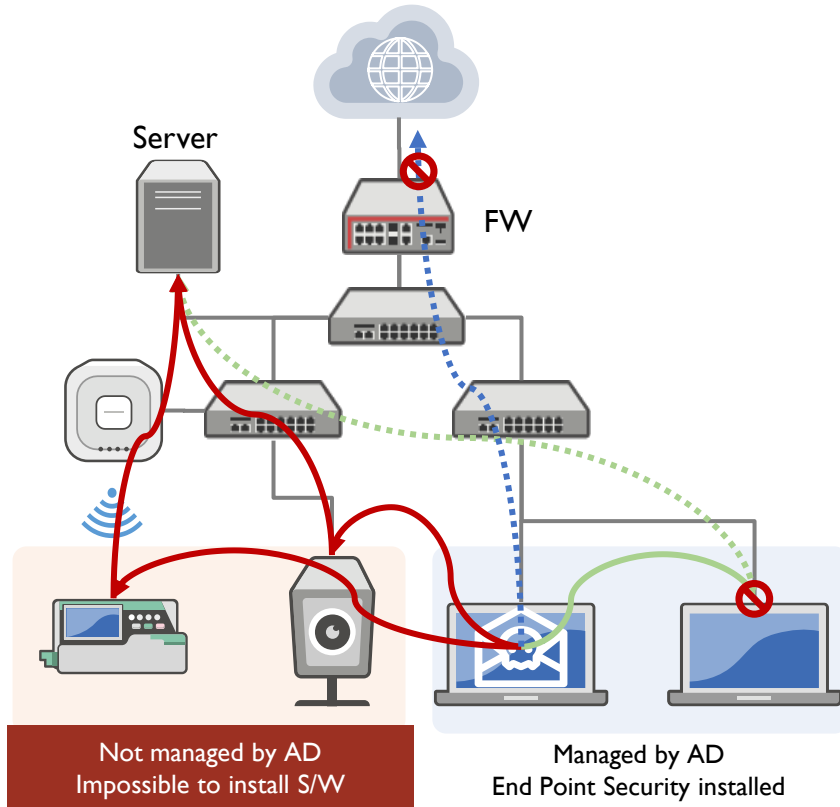 Server
FW
Not managed by AD
Impossible to install S/W
Managed by AD
End Point Security installed